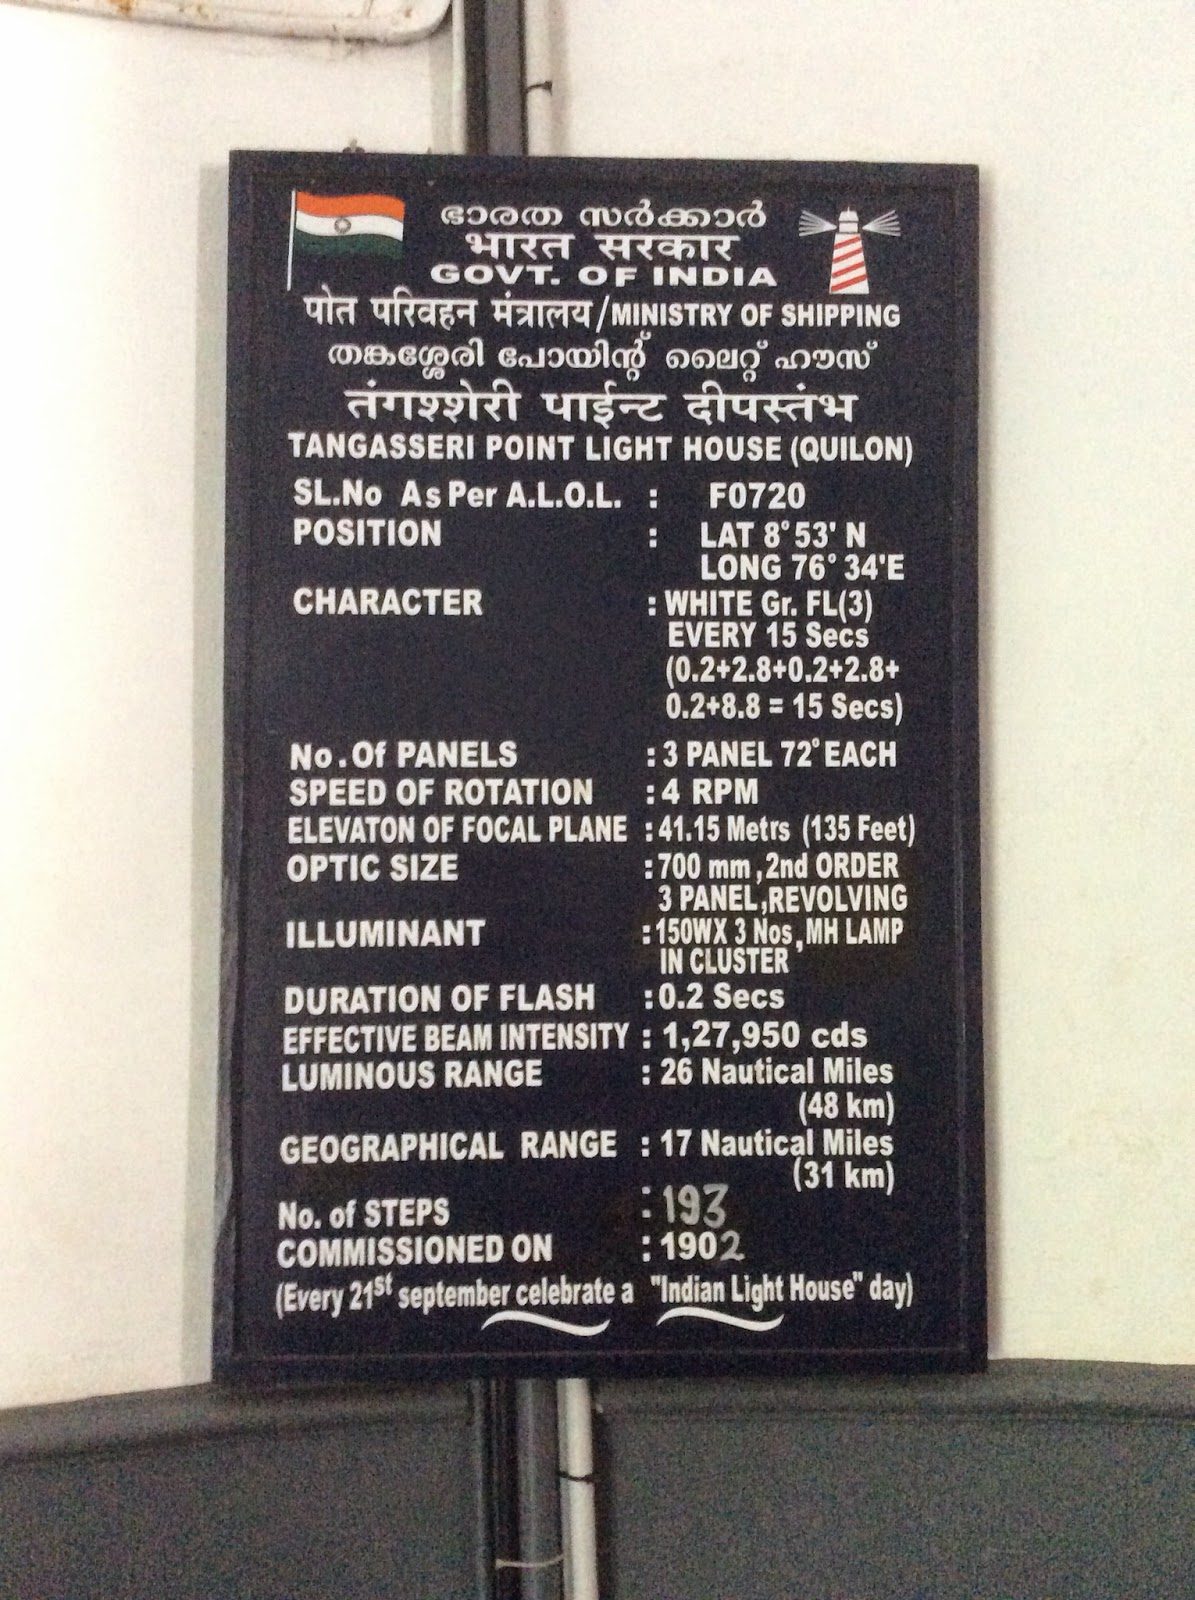 ഭാരത സർക്കാർ
भारत सरकार
GOVT. OF INDIA
पोत परिवहन मंत्रालय/MINISTRY OF SHIPPING
തങ്കശ്ശേരി പോയിന്റ് ലൈറ്റ് ഹൗസ്
तंगश्शेरी पाईन्ट दीपस्तंभ
TANGASSERI POINT LIGHT HOUSE (QUILON)
SL.No As Per A.L.O.L. : F0720
POSITION : LAT 8° 53' N
LONG 76° 34'E
CHARACTER : WHITE Gr. FL(3)
EVERY 15 Secs
(0.2+2.8+0.2+2.8+
0.2+8.8 = 15 Secs)
No. Of PANELS : 3 PANEL 72° EACH
SPEED OF ROTATION : 4 RPM
ELEVATON OF FOCAL PLANE : 41.15 Metrs (135 Feet)
OPTIC SIZE : 700 mm, 2nd ORDER
3 PANEL, REVOLVING
ILLUMINANT : 150WX 3 Nos, MH LAMP
IN CLUSTER
DURATION OF FLASH : 0.2 Secs
EFFECTIVE BEAM INTENSITY : 1,27,950 cds
LUMINOUS RANGE : 26 Nautical Miles
(48 km)
GEOGRAPHICAL RANGE : 17 Nautical Miles
(31 km)
No. of STEPS : 193
COMMISSIONED ON : 1902
(Every 21st september celebrate a "Indian Light House" day)